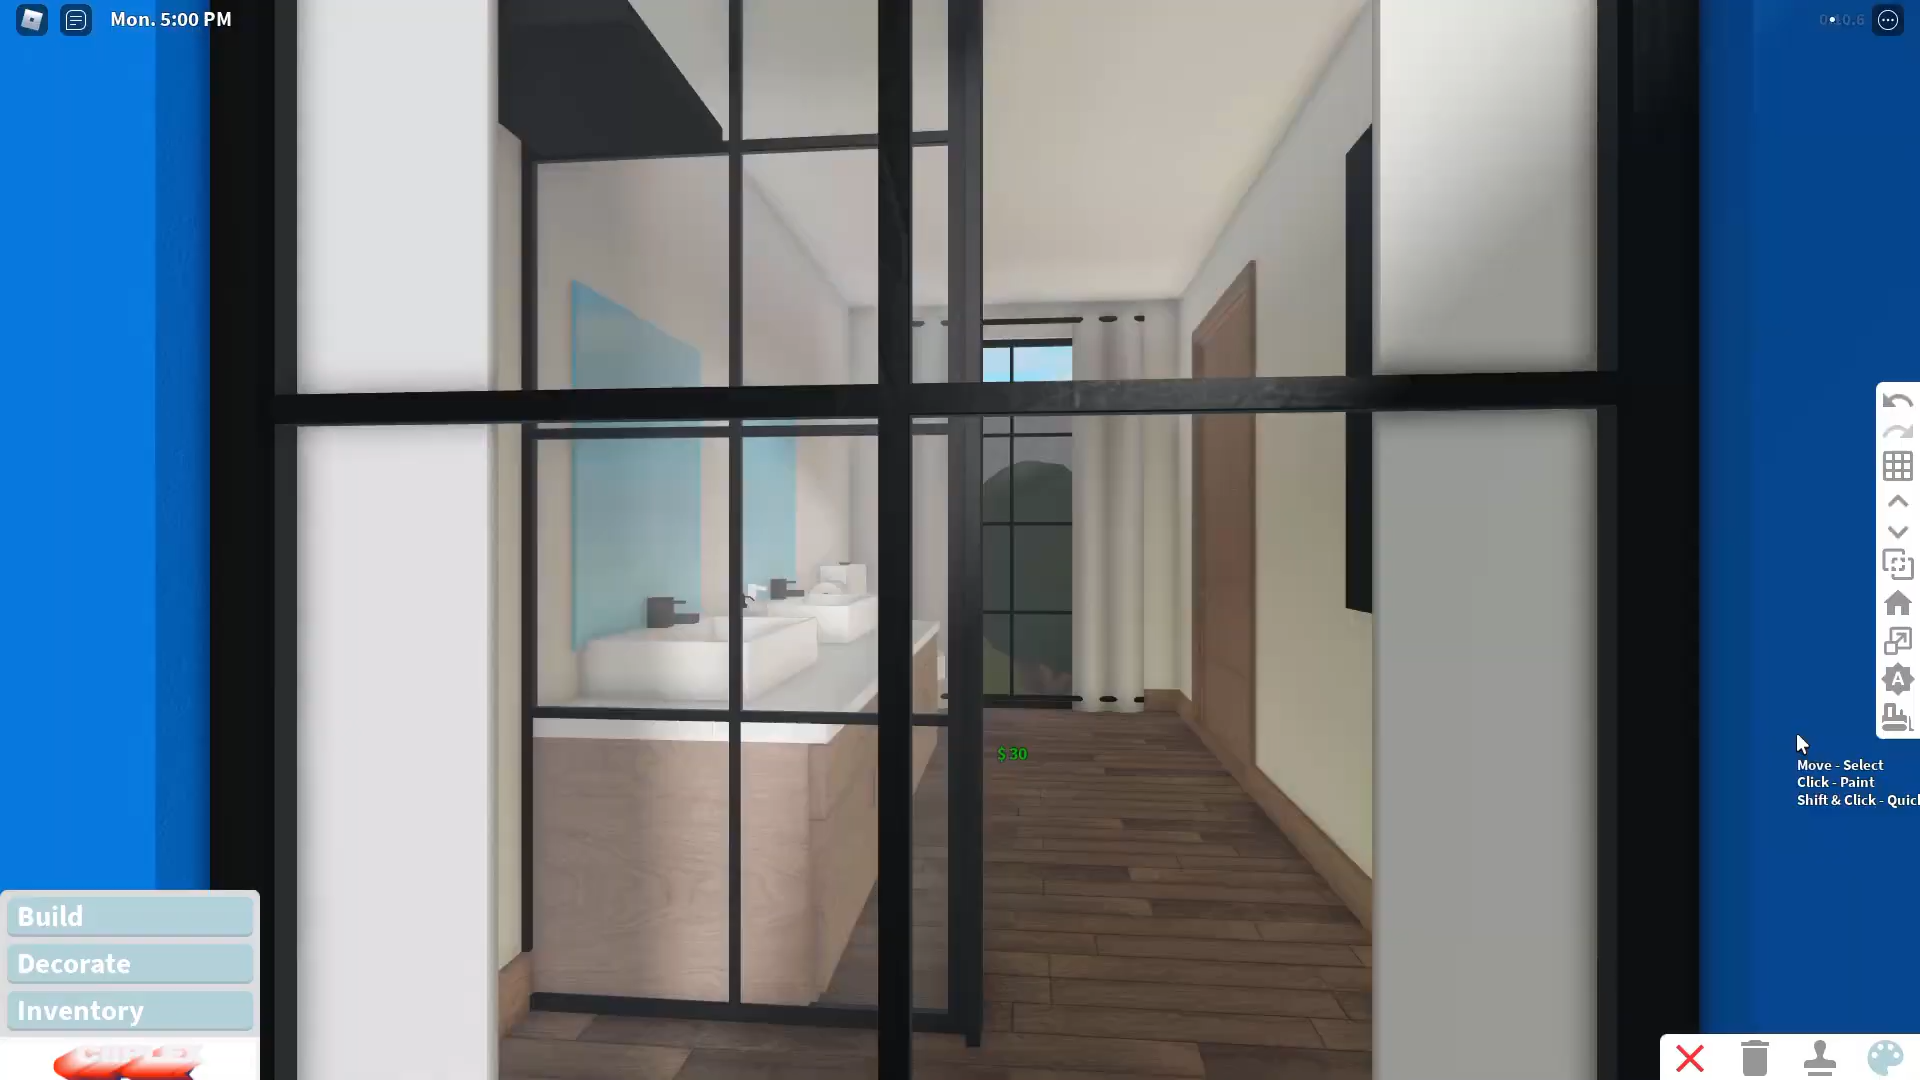 Mon. 5:00 PM
$ 30
Move - Select
Click - Paint
Shift & Click - Quic
A
Build
Decorate
Inventory